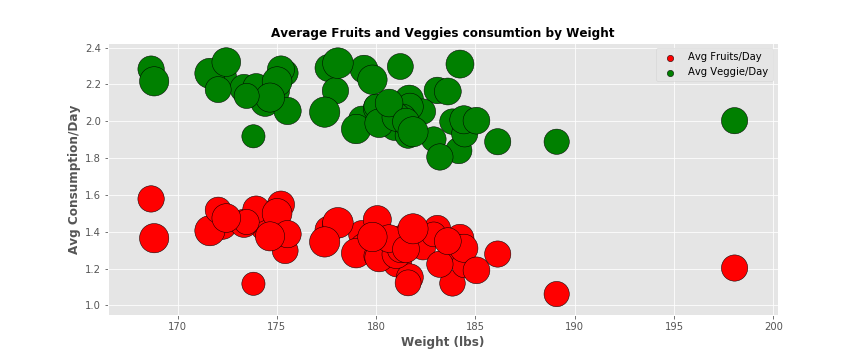 Average Fruits and Veggies consumtion by Weight
Avg Fruits/Day
Avg Veggie/Day
Avg Consumption/Day
2.4
2.2
2.0
1.8
1.6
1.4
1.2
1.0
170 175 180 185 190 195 200
Weight (lbs)